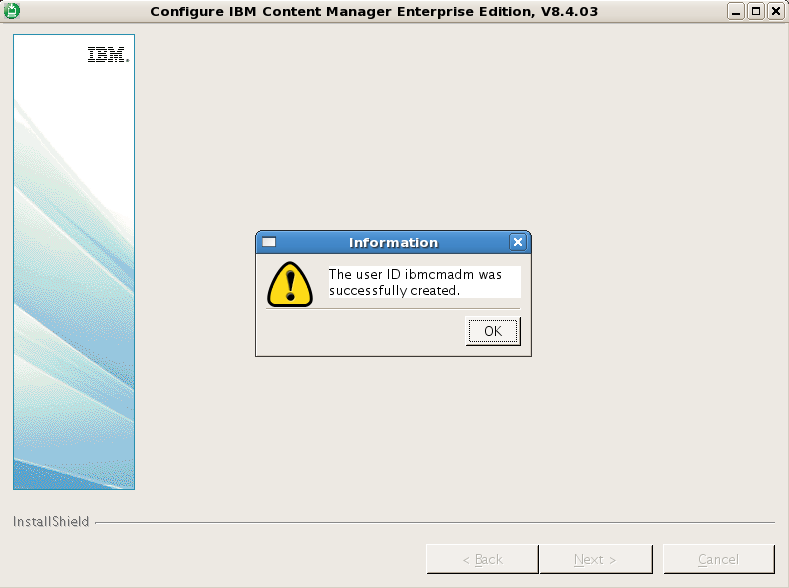 Configure IBM Content Manager Enterprise Edition, V8.4.03
IBM.
Information
The user ID ibmcmadm was
successfully created.
OK
InstallShield
< Back
Next >
Cancel